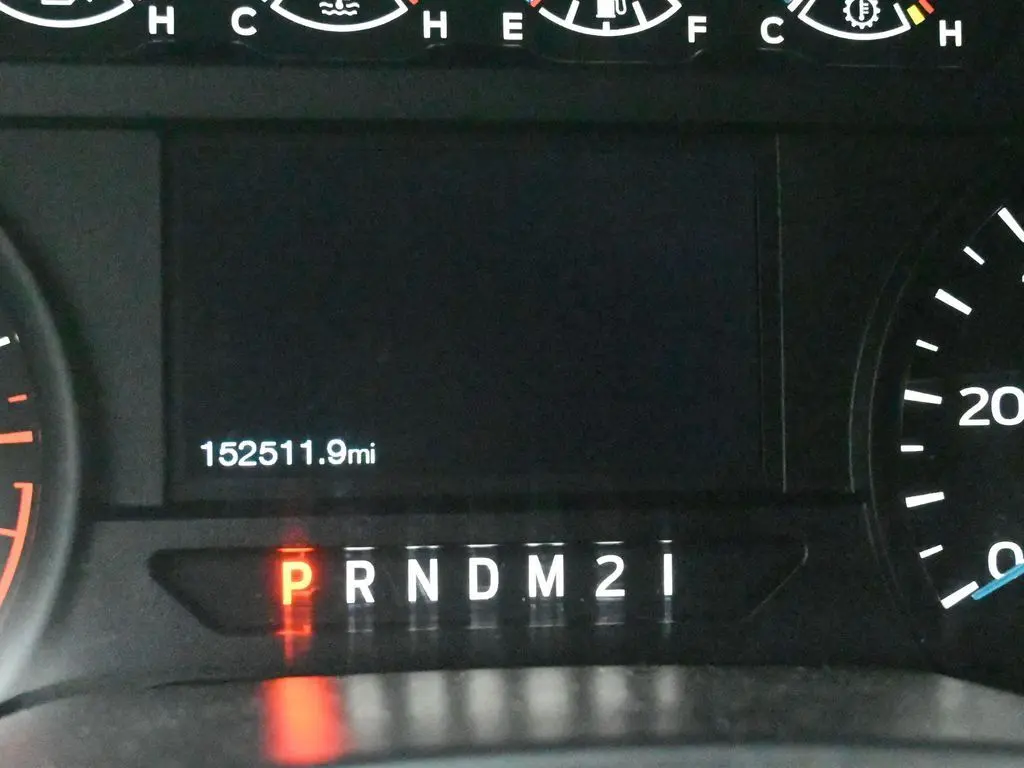 H C H E F C H
152511.9mi
20
P R N D M 2 1
0